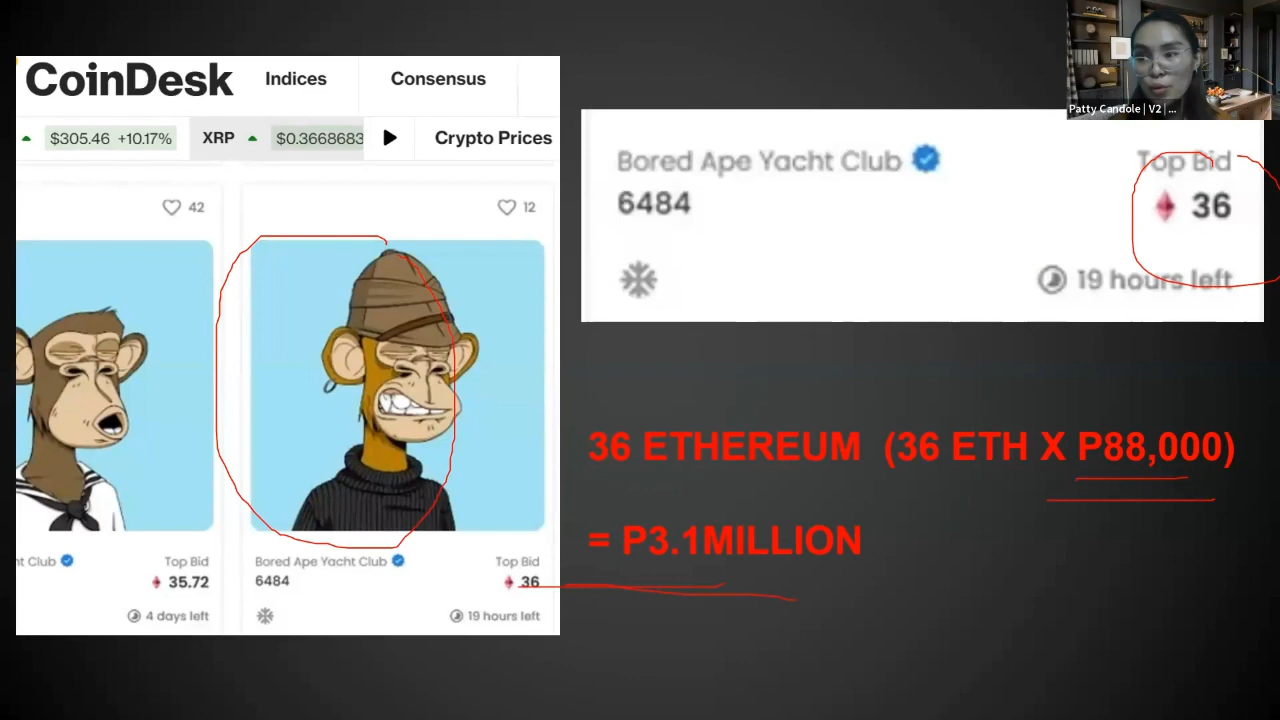 CoinDesk Indices Consensus
$305.46 +10.17% XRP $0.3668683 Crypto Prices
42
12
Club
Top Bid
35.72
4 days left
Bored Ape Yacht Club Top Bid
6484 36
19 hours left
Patty Candole | V2 | ...
Bored Ape Yacht Club Top Bid
6484 36
19 hours left
36 ETHEREUM (36 ETH X P88,000)
= P3.1MILLION